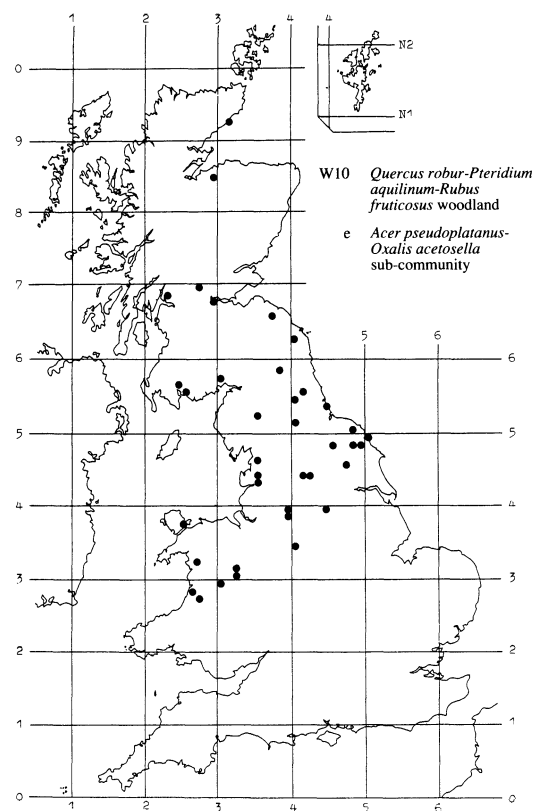 1 2 3 4 5 6
4
N2
N1
0
9
8
7
6
5
4
3
2
1
0
W10 Quercus robur-Pteridium
aquilinum-Rubus
fruticosus woodland
e Acer pseudoplatanus-
Oxalis acetosella
sub-community
5 6
6
5
4
3
2
1
0
1 2 3 4 5 6